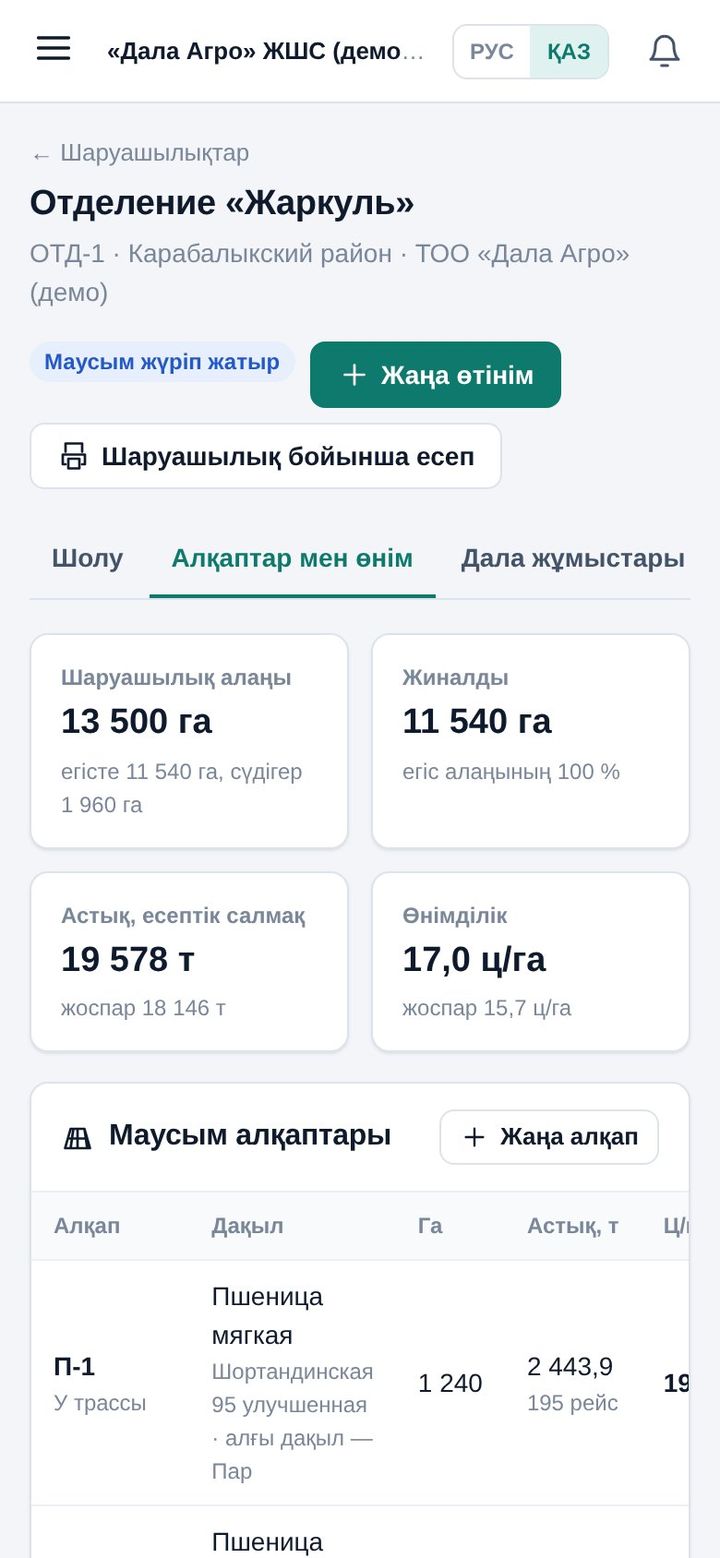 «Дала Агро» ЖШС (демо…
РУС ҚАЗ
← Шаруашылықтар
Отделение «Жаркуль»
ОТД-1 · Карабалыкский район · ТОО «Дала Агро»
(демо)
Маусым жүріп жатыр
+ Жаңа өтінім
Шаруашылық бойынша есеп
Шолу Алқаптар мен өнім Дала жұмыстары
Шаруашылық алаңы
13 500 га
егісте 11 540 га, сүдігер
1 960 га
Жиналды
11 540 га
егіс алаңының 100 %
Астық, есептік салмақ
19 578 т
жоспар 18 146 т
Өнімділік
17,0 ц/га
жоспар 15,7 ц/га
Маусым алқаптары
+ Жаңа алқап
Алқап Дақыл Га Астық, т
П-1
У трассы
Пшеница
мягкая
Шортандинская
95 улучшенная
· алғы дақыл —
Пар
1 240
2 443,9
195 рейс
19
Пшеница